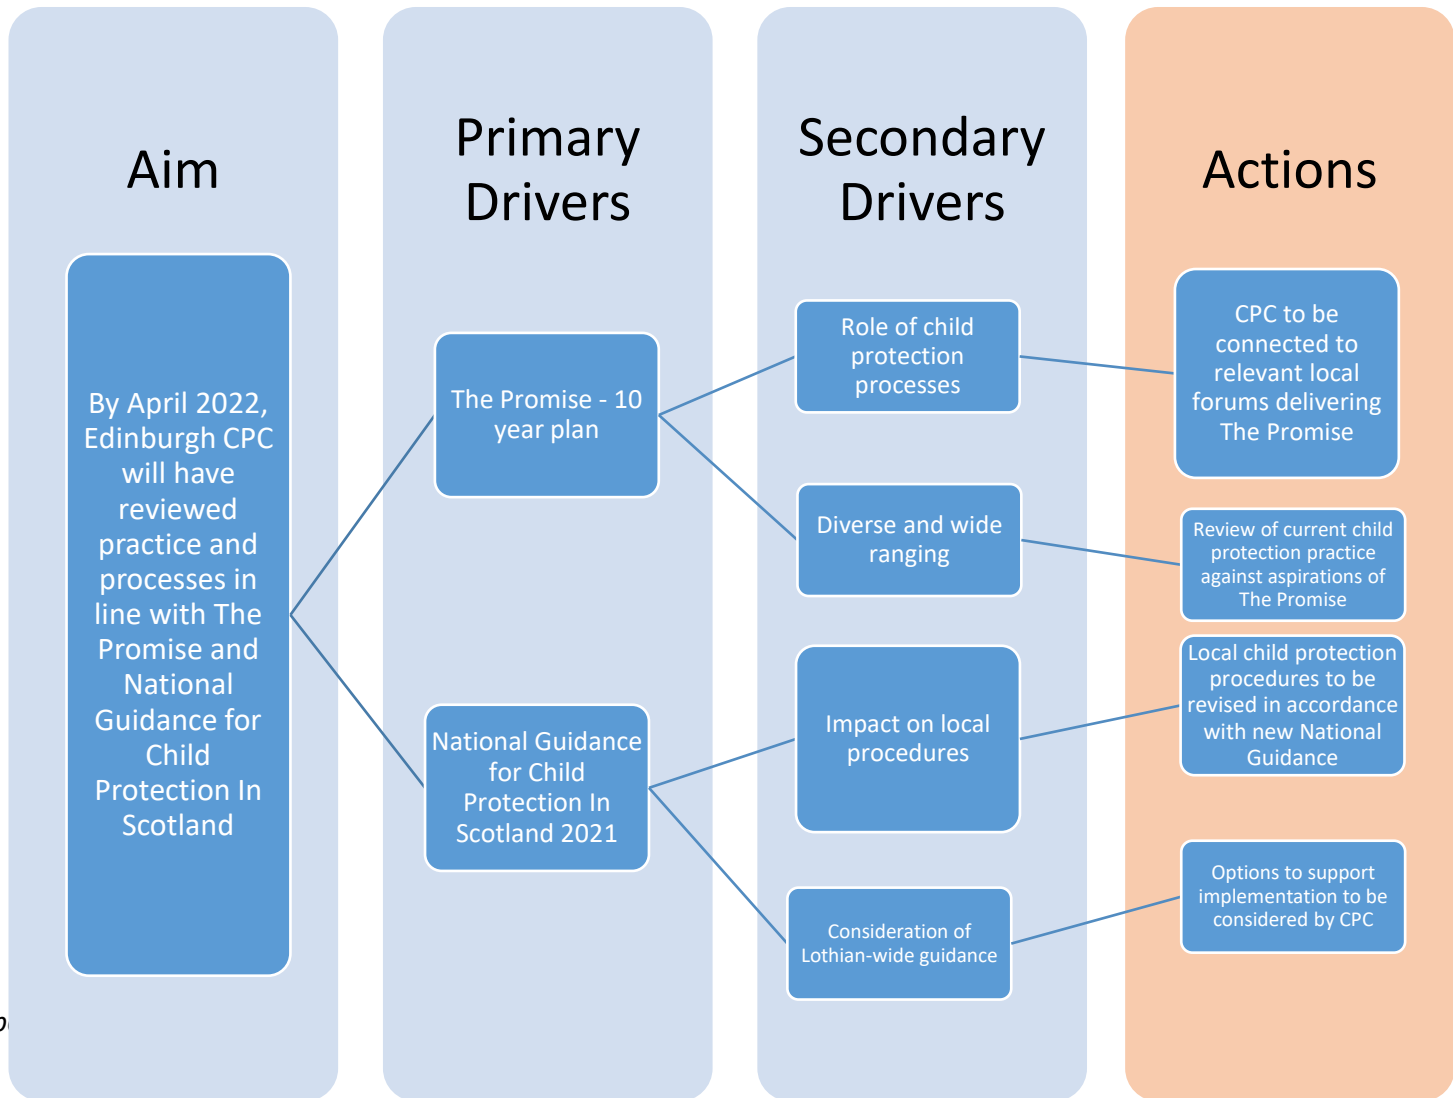 Aim
By April 2022,
Edinburgh CPC
will have
reviewed
practice and
processes in
line with The
Promise and
National
Guidance for
Child
Protection In
Scotland
Primary
Drivers
The Promise - 10
year plan
National Guidance
for Child
Protection In
Scotland 2021
Secondary
Drivers
Role of child
protection
processes
Diverse and wide
ranging
Impact on local
procedures
Consideration of
Lothian-wide guidance
Actions
CPC to be
connected to
relevant local
forums delivering
The Promise
Review of current child
protection practice
against aspirations of
The Promise
Local child protection
procedures to be
revised in accordance
with new National
Guidance
Options to support
implementation to be
considered by CPC